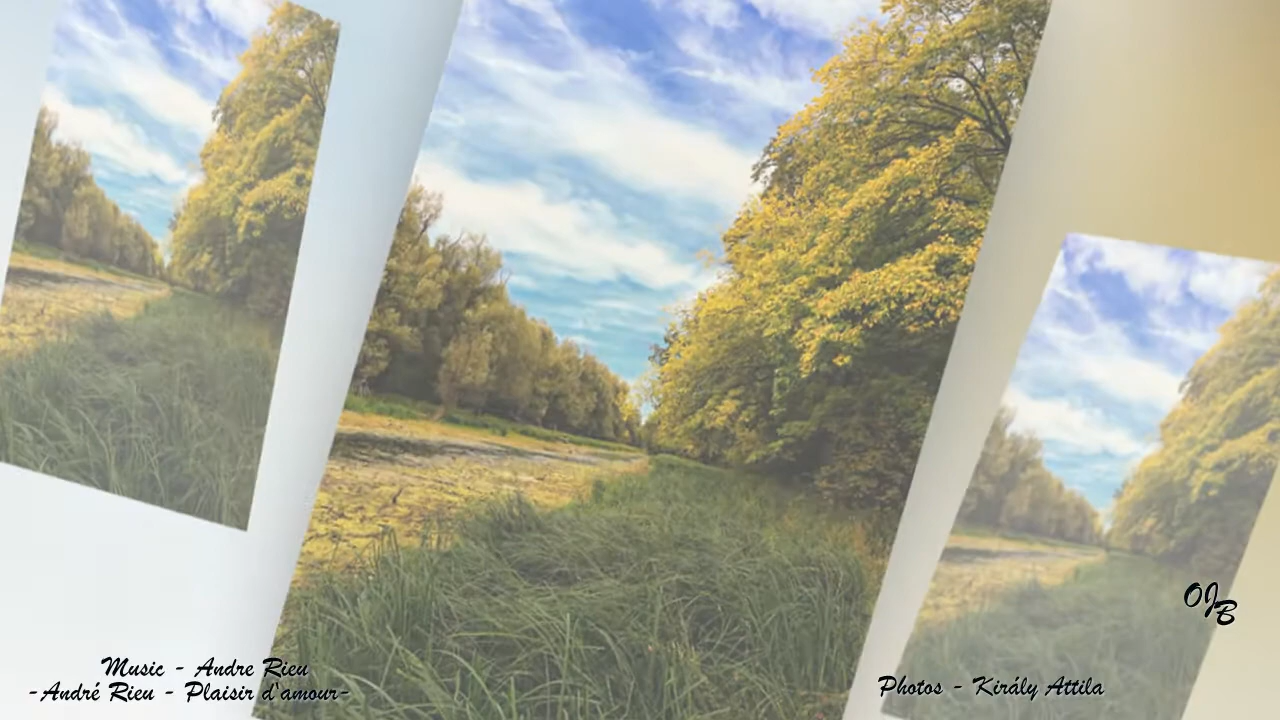 OJB
Music - Andre Rieu
-André Rieu - Plaisir d'amour-
Photos - Király Attila